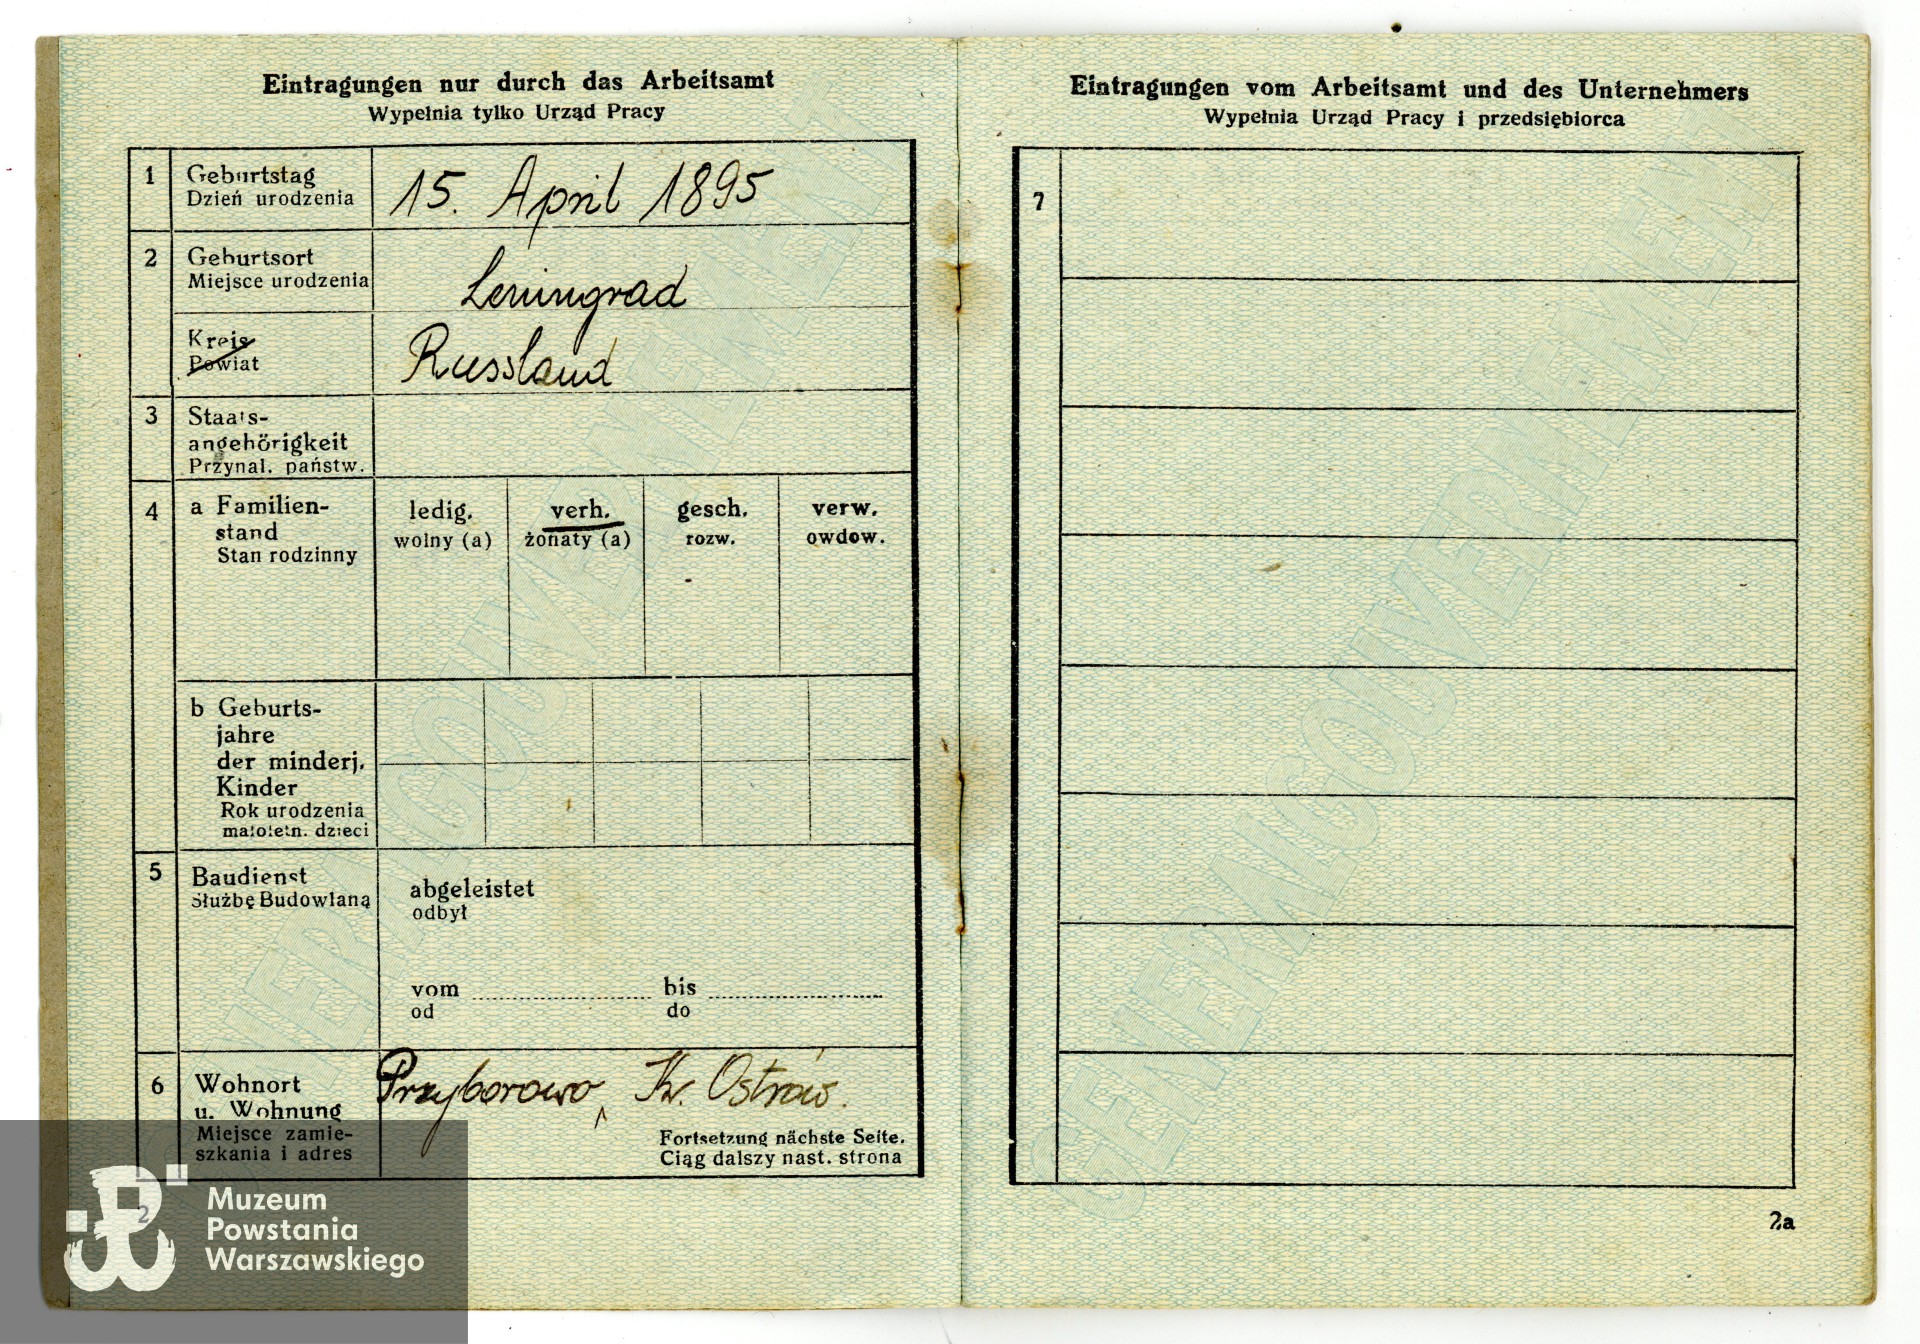 Eintragungen nur durch das Arbeitsamt
Wypełnia tylko Urząd Pracy
1 Geburtstag 15. April 1895
Dzień urodzenia
2 Geburtsort Leningrad
Miejsce urodzenia
Kreis Russland
Powiat
3 Staats-
angehörigkeit
Przynal. państw.
4 a Familien-
stand
Stan rodzinny
ledig. verh. gesch. verw.
wolny (a) żonaty (a) rozw. owdow.
b Geburts-
jahre
der minderj.
Kinder
Rok urodzenia
małoletn. dzieci
5 Baudienst abgeleistet
Służbę Budowlaną odbył
vom bis
od do
6 Wohnort Przyborowo, Kr. Ostrów.
u. Wohnung
Miejsce zamie-
szkania i adres
Fortsetzung nächste Seite.
Ciąg dalszy nast. strona
2
Eintragungen vom Arbeitsamt und des Unternehmers
Wypełnia Urząd Pracy i przedsiębiorca
7
2a
GENERALGOUVERNEMENT
GENERALGOUVERNEMENT
Muzeum
Powstania
Warszawskiego